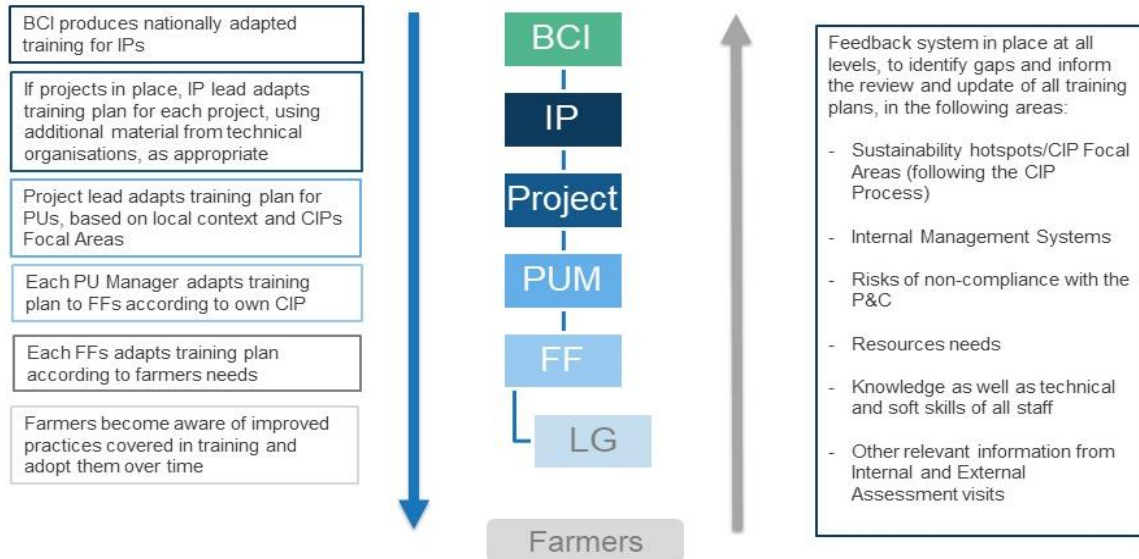 BCI produces nationally adapted
training for IPs
If projects in place, IP lead adapts
training plan for each project, using
additional material from technical
organisations, as appropriate
Project lead adapts training plan for
PUs, based on local context and CIPs
Focal Areas
Each PU Manager adapts training
plan to FFs according to own CIP
Each FFs adapts training plan
according to farmers needs
Farmers become aware of improved
practices covered in training and
adopt them over time
BCI
IP
Project
PUM
FF
LG
Farmers
Feedback system in place at all
levels, to identify gaps and inform
the review and update of all training
plans, in the following areas:
- Sustainability hotspots/CIP Focal
Areas (following the CIP
Process)
- Internal Management Systems
- Risks of non-compliance with the
P&C
- Resources needs
- Knowledge as well as technical
and soft skills of all staff
- Other relevant information from
Internal and External
Assessment visits